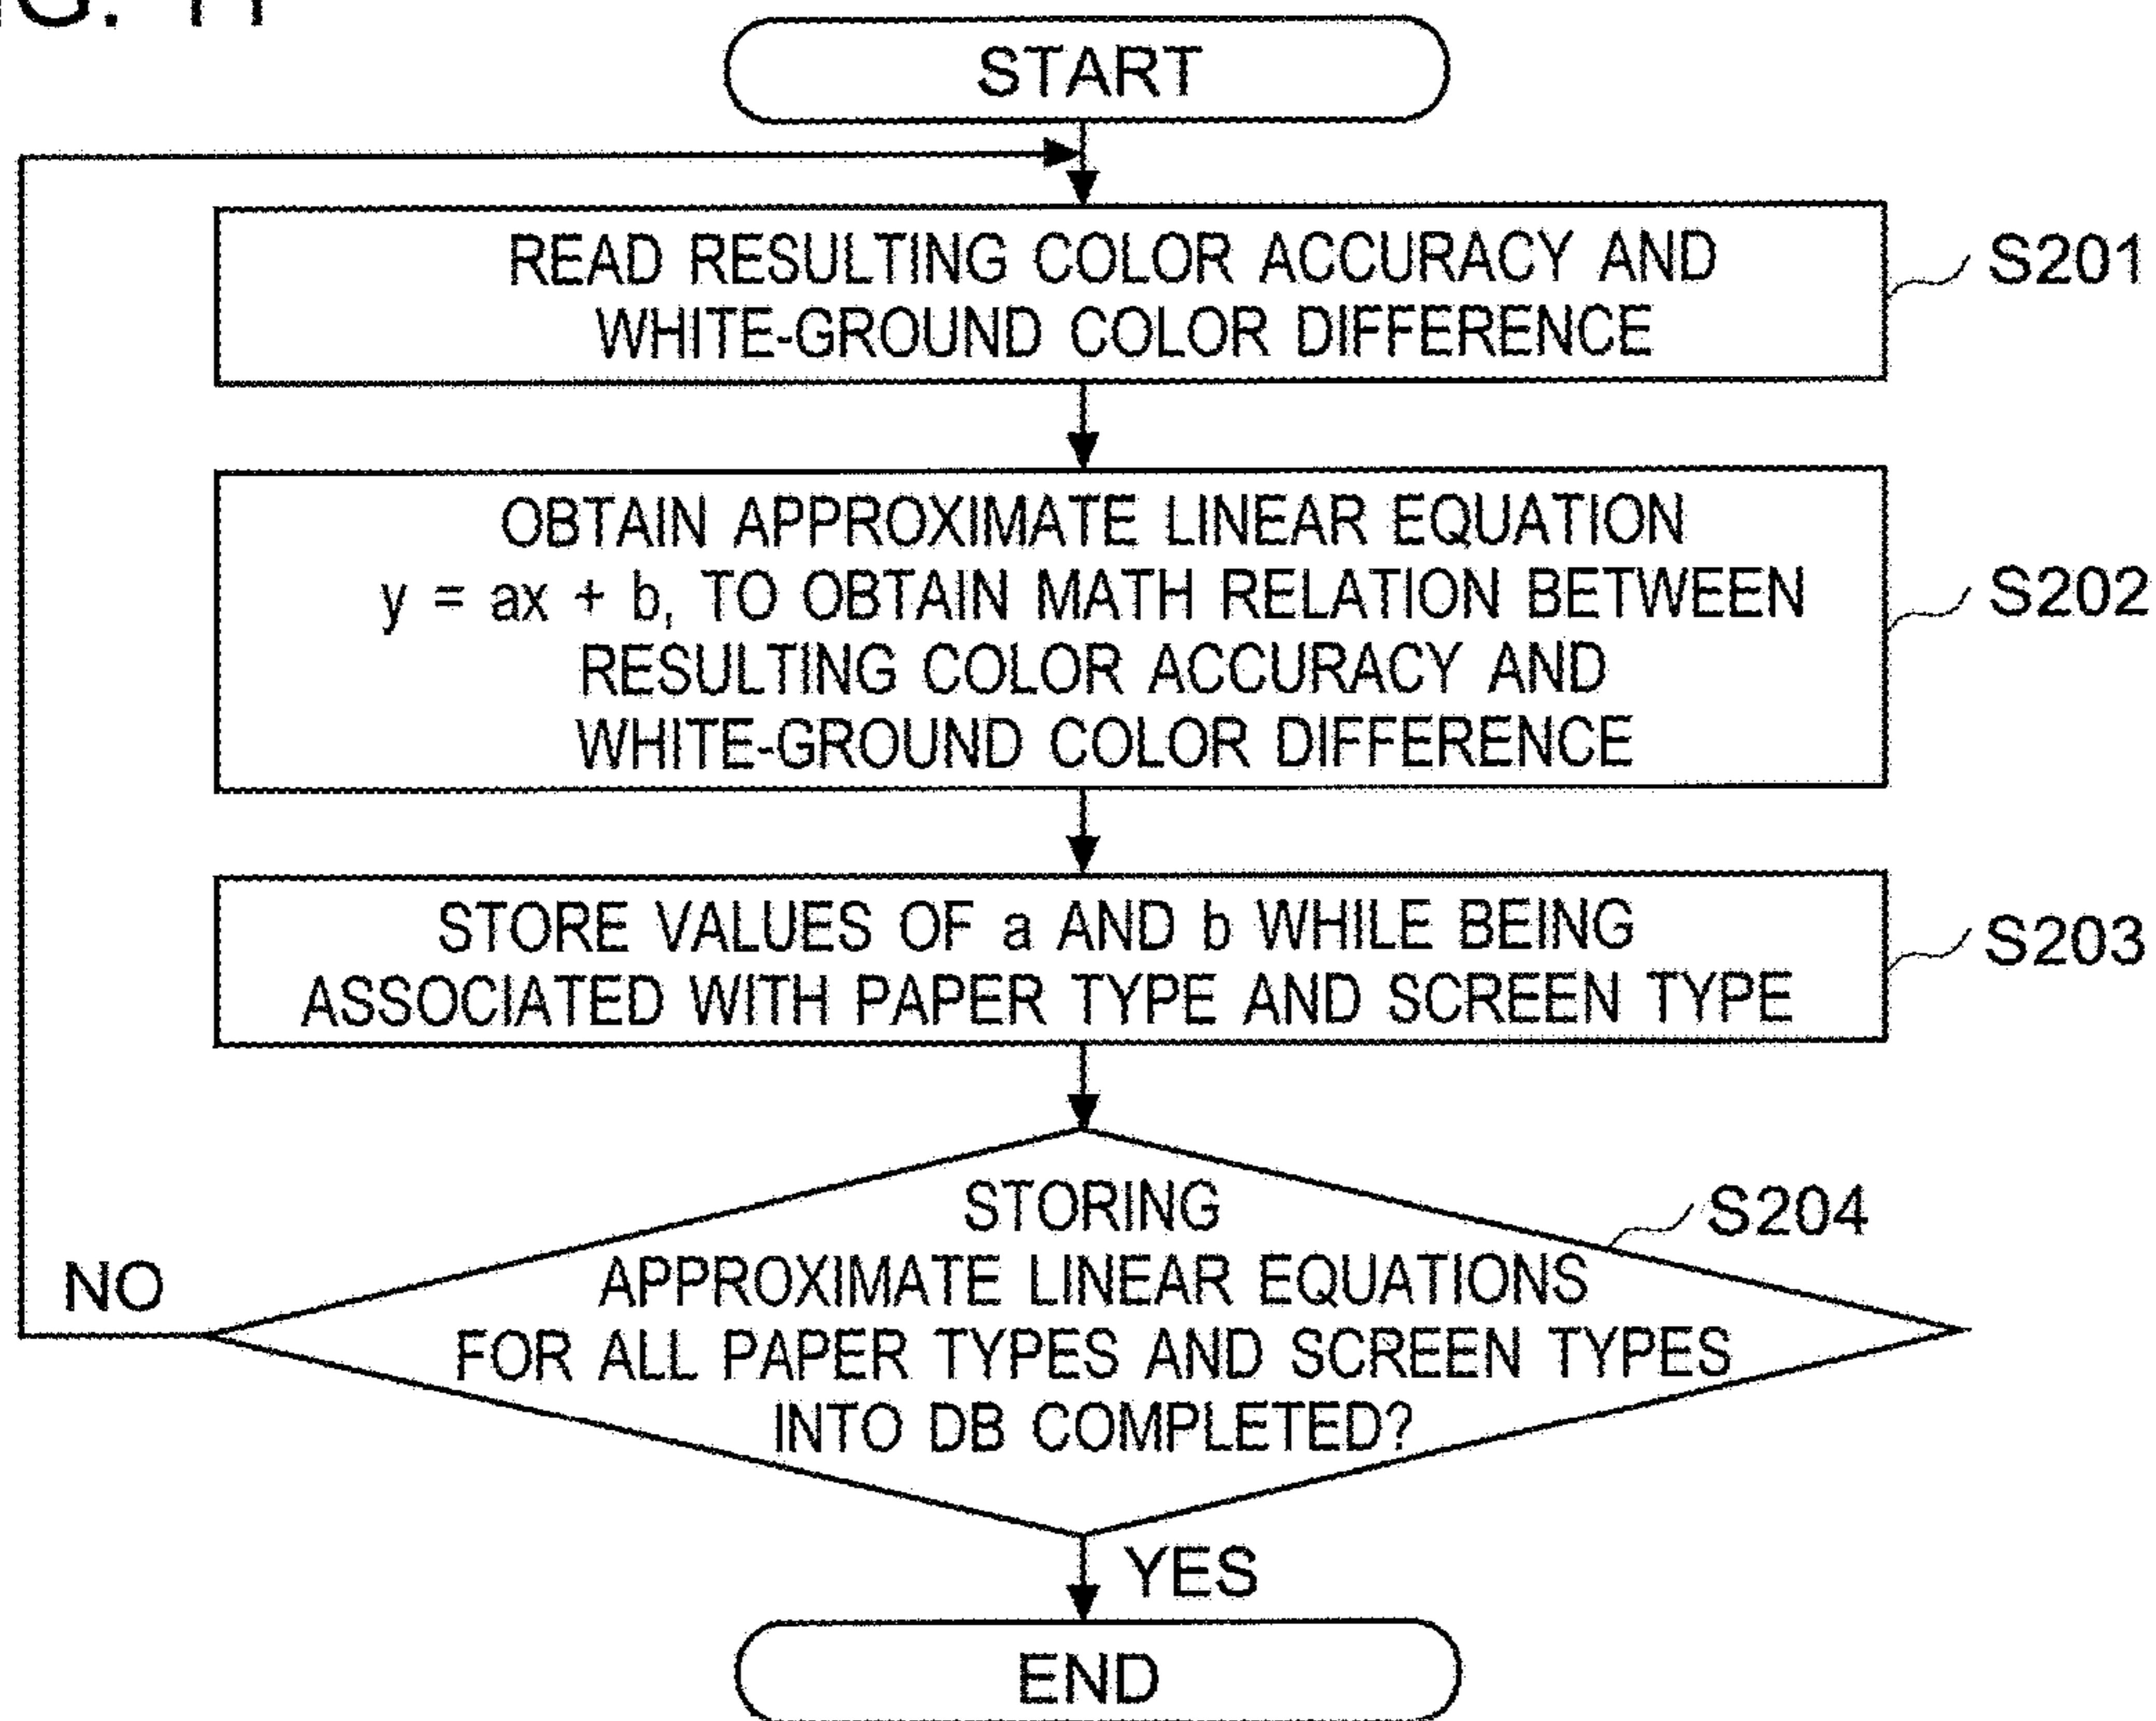 FIG. 11
START
READ RESULTING COLOR ACCURACY AND
WHITE-GROUND COLOR DIFFERENCE
S201
OBTAIN APPROXIMATE LINEAR EQUATION
y = ax + b, TO OBTAIN MATH RELATION BETWEEN
RESULTING COLOR ACCURACY AND
WHITE-GROUND COLOR DIFFERENCE
S202
STORE VALUES OF a AND b WHILE BEING
ASSOCIATED WITH PAPER TYPE AND SCREEN TYPE
S203
STORING
APPROXIMATE LINEAR EQUATIONS
FOR ALL PAPER TYPES AND SCREEN TYPES
INTO DB COMPLETED?
S204
NO
YES
END